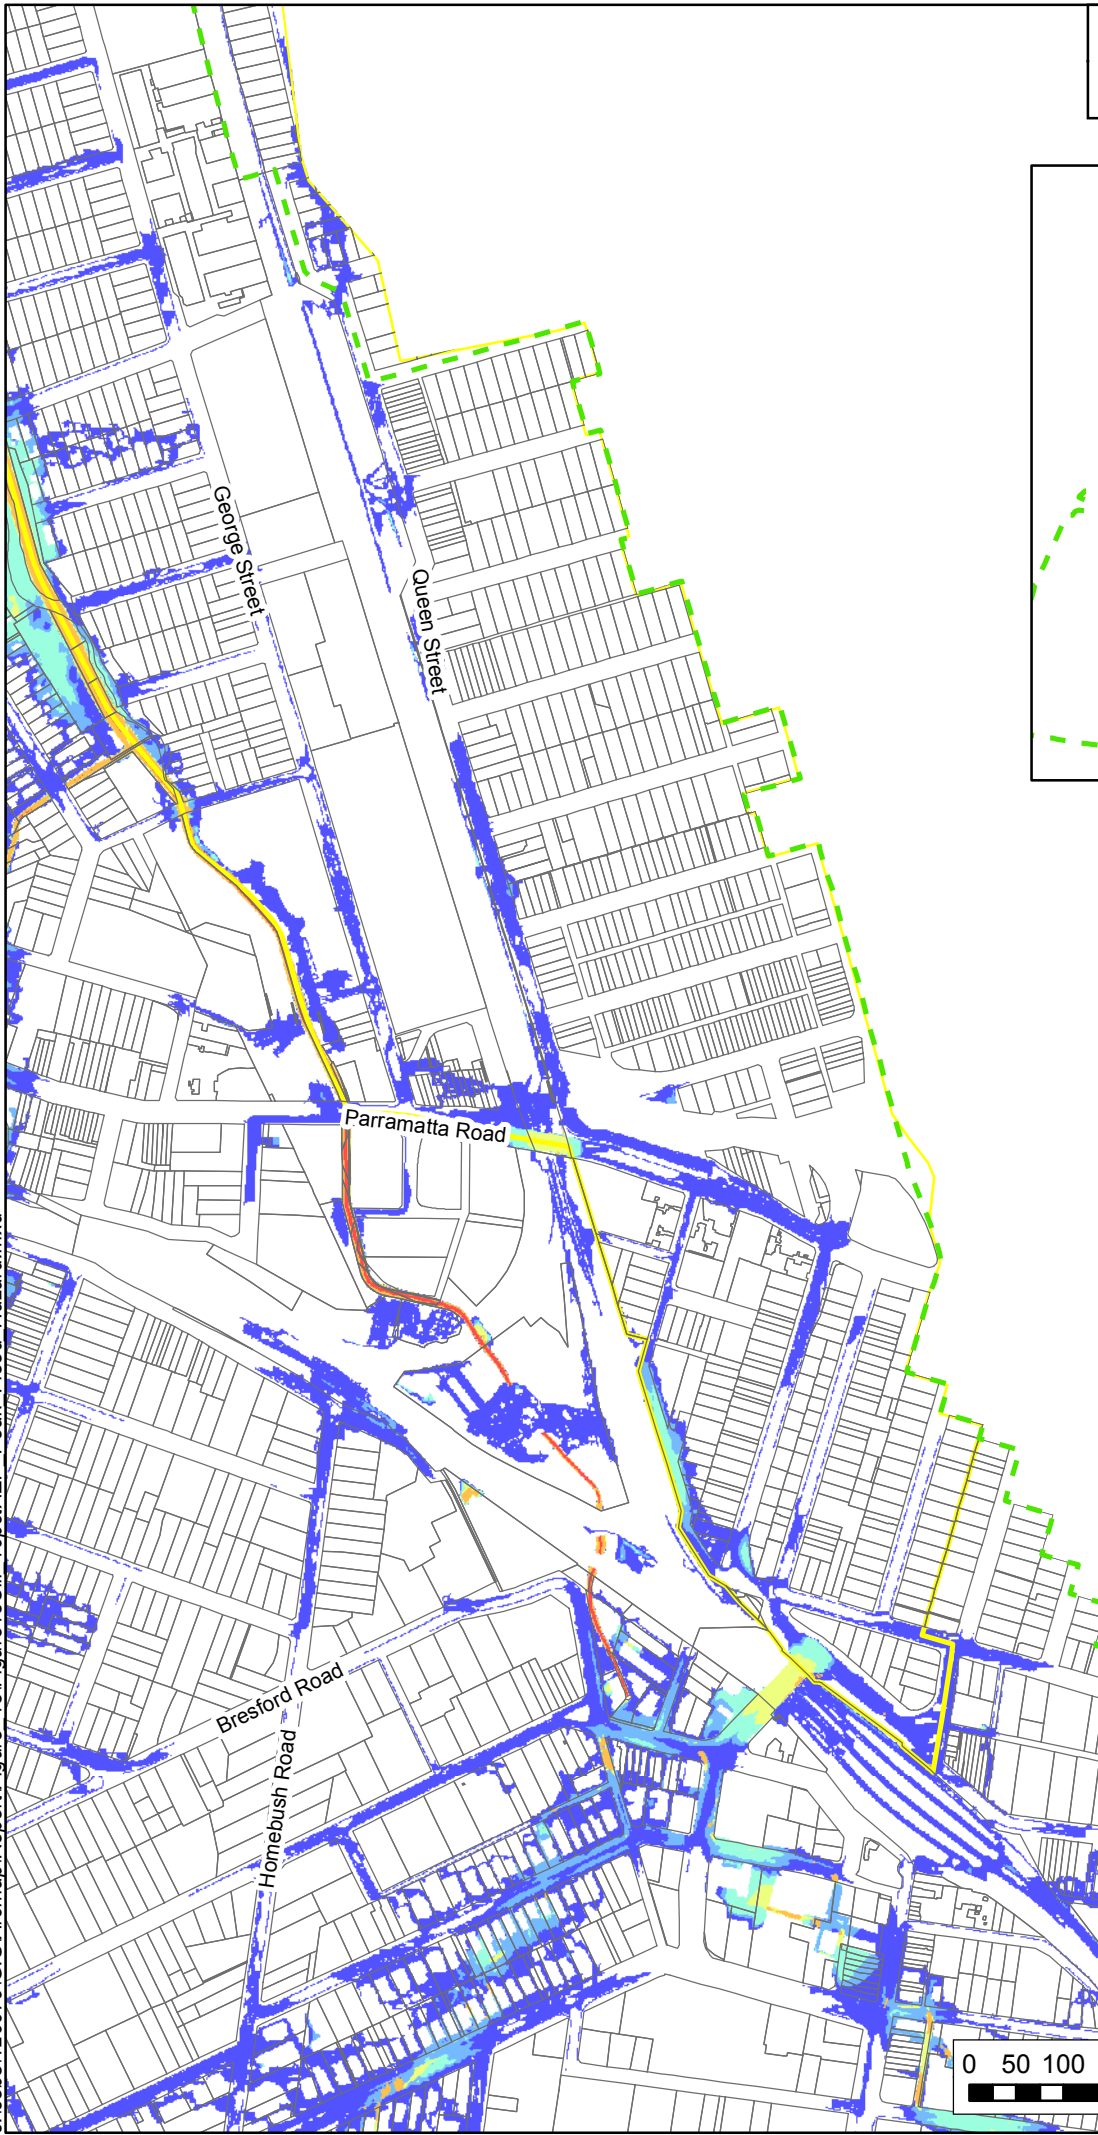 George Street
Queen Street
Parramatta Road
Bresford Road
Homebush Road
0 50 100